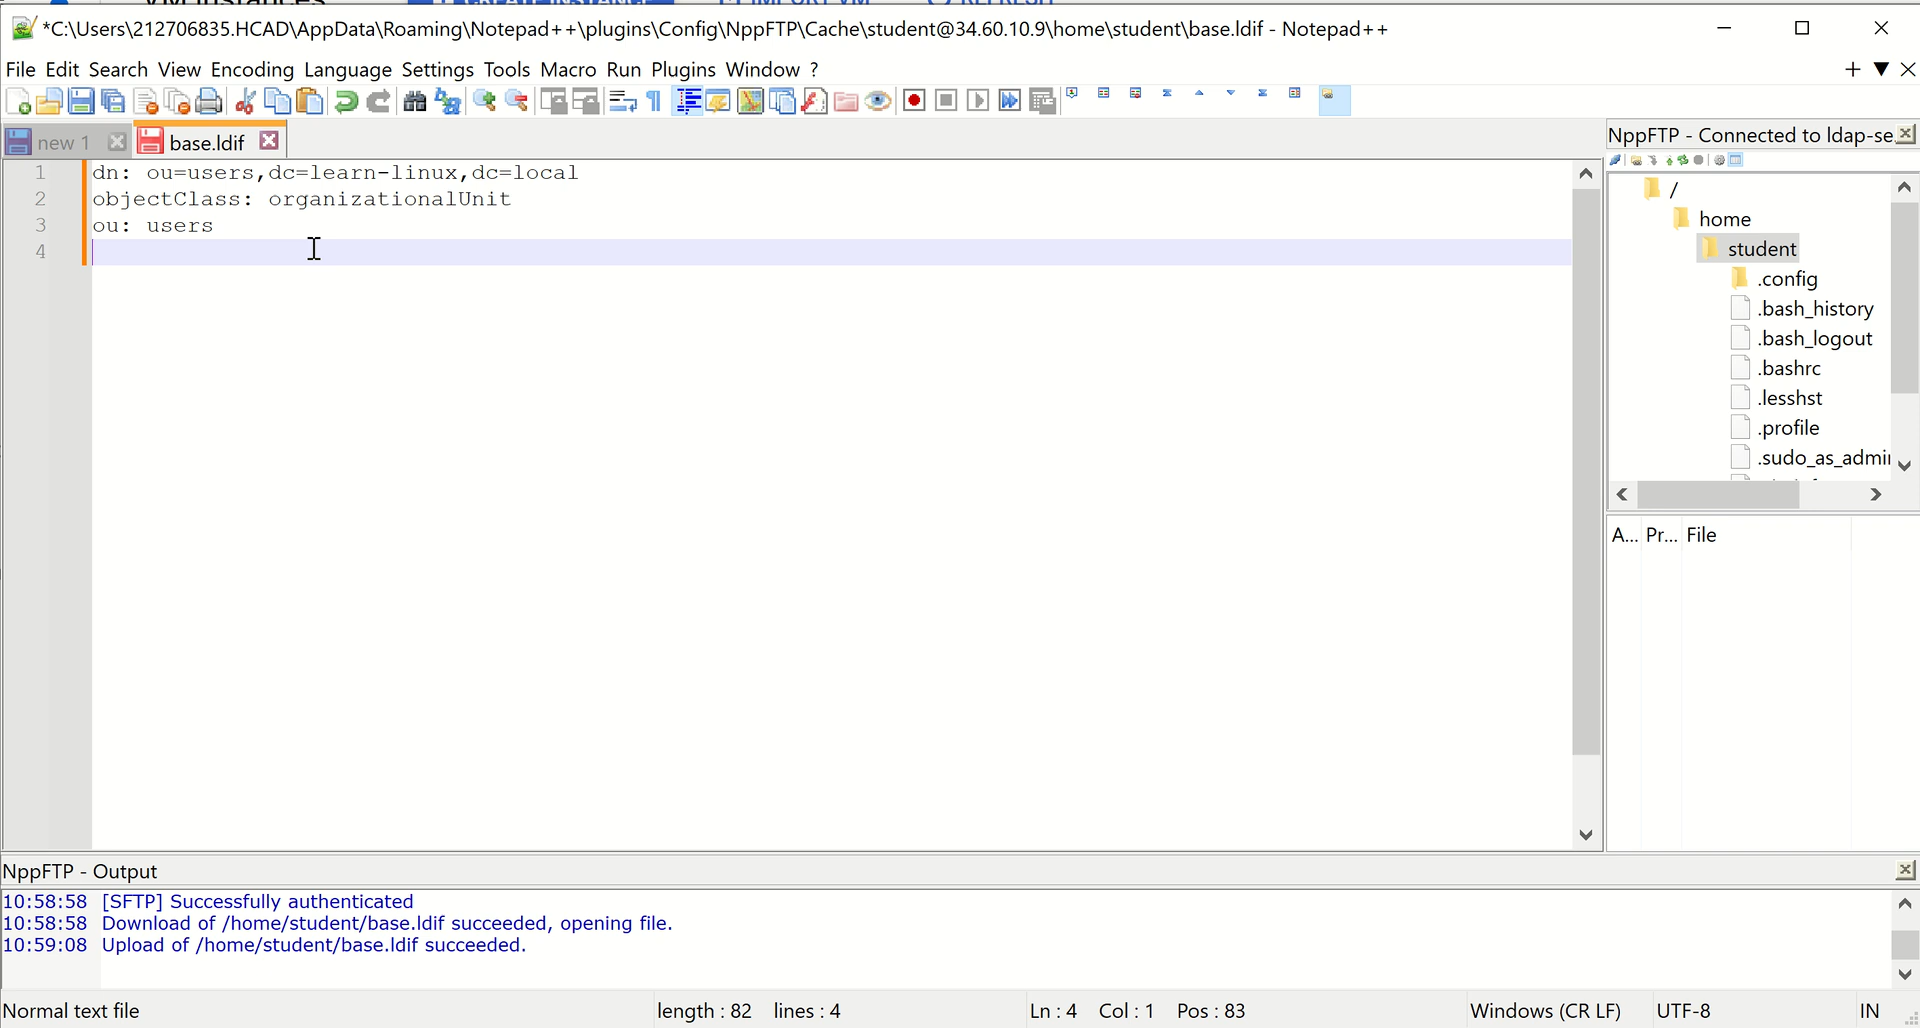 *C:\Users\212706835.HCAD\AppData\Roaming\Notepad++\plugins\Config\NppFTP\Cache\student@34.60.10.9\home\student\base.ldif - Notepad++
File Edit Search View Encoding Language Settings Tools Macro Run Plugins Window ?
new 1 base.ldif
1 dn: ou=users,dc=learn-linux,dc=local
2 objectClass: organizationalUnit
3 ou: users
4
NppFTP - Connected to ldap-se
/
home
student
.config
.bash_history
.bash_logout
.bashrc
.lesshst
.profile
.sudo_as_admi
A... Pr... File
NppFTP - Output
10:58:58 [SFTP] Successfully authenticated
10:58:58 Download of /home/student/base.ldif succeeded, opening file.
10:59:08 Upload of /home/student/base.ldif succeeded.
Normal text file length : 82 lines : 4 Ln : 4 Col : 1 Pos : 83 Windows (CR LF) UTF-8 IN